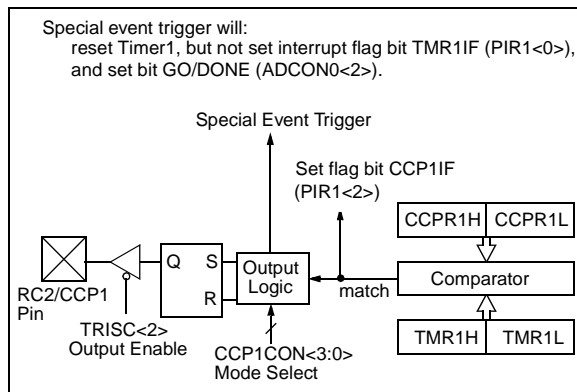 Special event trigger will:
reset Timer1, but not set interrupt flag bit TMR1IF (PIR1<0>),
and set bit GO/DONE (ADCON0<2>).
Special Event Trigger
Set flag bit CCP1IF
(PIR1<2>)
CCPR1H CCPR1L
Q S Output
R Logic
match
Comparator
RC2/CCP1
Pin
TRISC<2>
Output Enable
CCP1CON<3:0>
Mode Select
TMR1H TMR1L